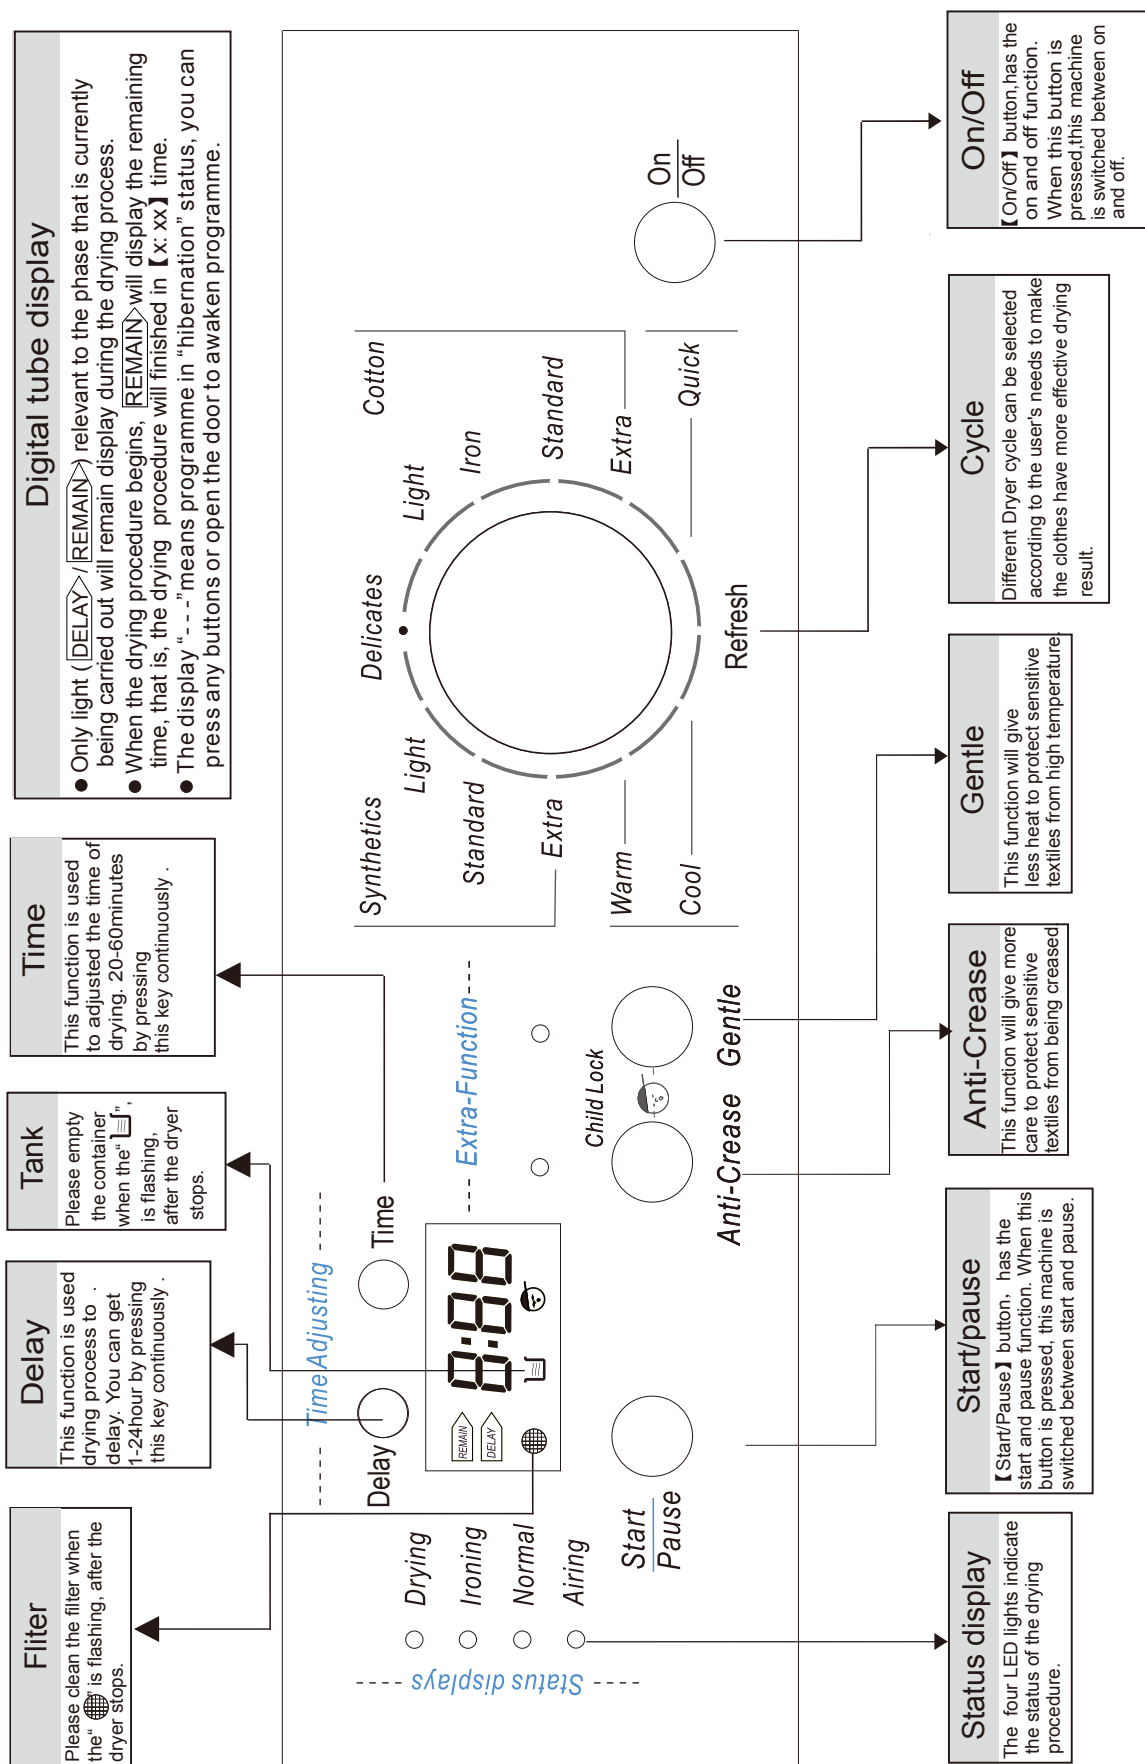 Fliter
Please clean the filter when
the“ ” is flashing, after the
dryer stops.
Delay
This function is used
drying process to .
delay. You can get
1-24hour by pressing
this key continuously .
Tank
Please empty
the container
when the“ ”,
is flashing,
after the dryer
stops.
Time
This function is used
to adjusted the time of
drying. 20-60minutes
by pressing
this key continuously .
Digital tube display
● Only light ( DELAY / REMAIN ) relevant to the phase that is currently
being carried out will remain display during the drying process.
● When the drying procedure begins, REMAIN will display the remaining
time, that is, the drying procedure will finished in【x: xx】time.
● The display “- - -”means programme in “hibernation” status, you can
press any buttons or open the door to awaken programme.
Status displays
Drying
Ironing
Normal
Airing
Time Adjusting
Delay
Time
REMAIN
DELAY
8:88
Start
Pause
Extra-Function
Child Lock
Anti-Crease
Gentle
Synthetics
Light
Standard
Extra
Warm
Cool
Delicates
Refresh
Cotton
Light
Iron
Standard
Extra
Quick
On
Off
Status display
The four LED lights indicate
the status of the drying
procedure.
Start/pause
【Start/Pause】button, has the
start and pause function. When this
button is pressed, this machine is
switched between start and pause.
Anti-Crease
This function will give more
care to protect sensitive
textiles from being creased.
Gentle
This function will give
less heat to protect sensitive
textiles from high temperature.
Cycle
Different Dryer cycle can be selected
according to the user's needs to make
the clothes have more effective drying
result.
On/Off
【On/Off】button,has the
on and off function.
When this button is
pressed,this machine
is switched between on
and off.